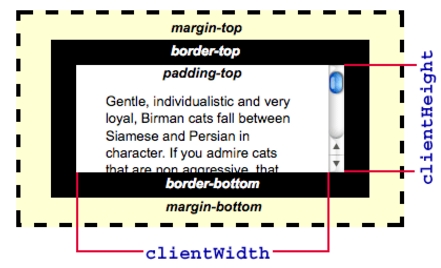 margin-top
border-top
padding-top
Gentle, individualistic and very
loyal, Birman cats fall between
Siamese and Persian in
character. If you admire cats
that are non aggressive, that
border-bottom
margin-bottom
clientHeight
clientWidth